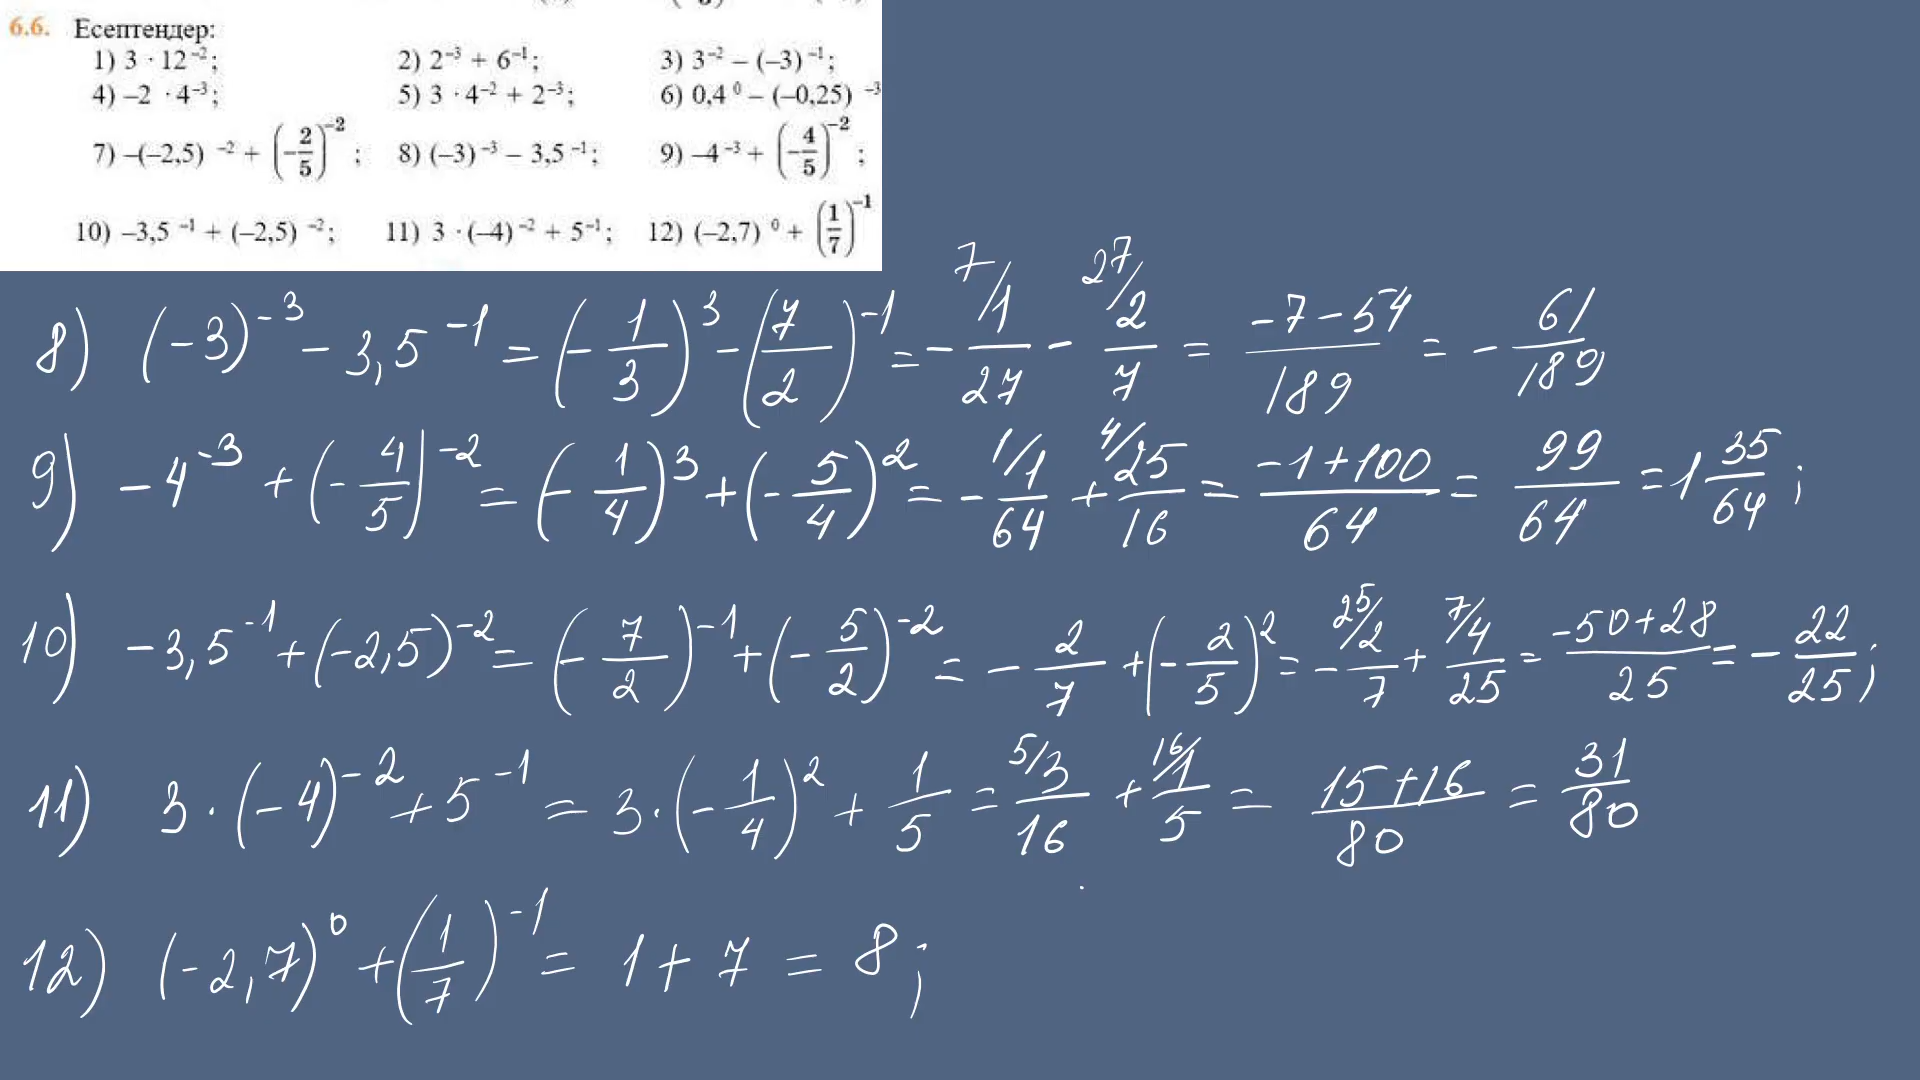 6.6. Есептеңдер:
1) 3 · 12⁻²; 2) 2⁻³ + 6⁻¹; 3) 3⁻² – (–3)⁻¹;
4) –2 · 4⁻³; 5) 3 · 4⁻² + 2⁻³; 6) 0,4⁰ – (–0,25)⁻³
7) –(–2,5)⁻² + (–2/5)⁻²; 8) (–3)⁻³ – 3,5⁻¹; 9) –4⁻³ + (–4/5)⁻²;
10) –3,5⁻¹ + (–2,5)⁻²; 11) 3 · (–4)⁻² + 5⁻¹; 12) (–2,7)⁰ + (1/7)⁻¹
8) (-3)⁻³ - 3,5⁻¹ = (-1/3)³ - (7/2)⁻¹ = - ⁷⁄1/27 - ²⁷⁄2/7 = -7-54/189 = - 61/189
9) -4⁻³ + (-4/5)⁻² = (-1/4)³ + (-5/4)² = - ¹⁄1/64 + ⁴⁄25/16 = -1+100/64 = 99/64 = 1 35/64;
10) -3,5⁻¹ + (-2,5)⁻² = (-7/2)⁻¹ + (-5/2)⁻² = - 2/7 + (-2/5)² = - ²⁵⁄2/7 + ⁷⁄4/25 = -50+28/25 = - 22/25;
11) 3 · (-4)⁻² + 5⁻¹ = 3 · (-1/4)² + 1/5 = ⁵⁄3/16 + ¹⁶⁄1/5 = 15+16/80 = 31/80
12) (-2,7)⁰ + (1/7)⁻¹ = 1 + 7 = 8;